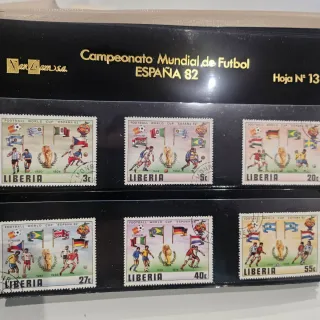 Campeonato Mundial de Futbol
ESPAÑA 82
Hoja Nº 13
LIBERIA 3c
LIBERIA 5c
LIBERIA 20c
LIBERIA 27c
LIBERIA 40c
LIBERIA 55c